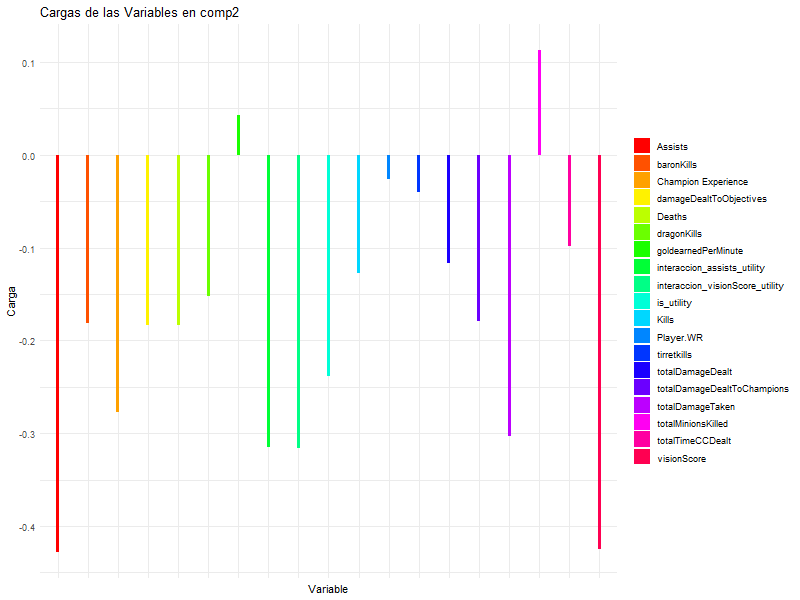 Cargas de las Variables en comp2
0.1
0.0
-0.1
-0.2
-0.3
-0.4
Carga
Variable
Assists
baronKills
Champion Experience
damageDealtToObjectives
Deaths
dragonKills
goldearnedPerMinute
interaccion_assists_utility
interaccion_visionScore_utility
is_utility
Kills
Player.WR
tirretkills
totalDamageDealt
totalDamageDealtToChampions
totalDamageTaken
totalMinionsKilled
totalTimeCCDealt
visionScore